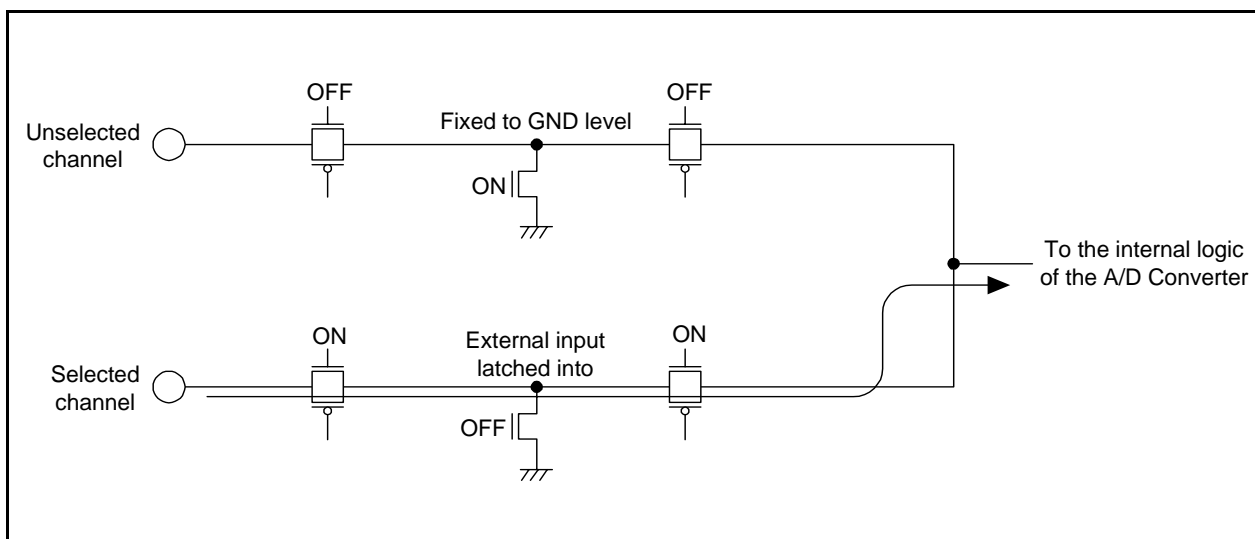 OFF
OFF
Unselected
channel
Fixed to GND level
ON
To the internal logic
of the A/D Converter
ON
External input
latched into
ON
Selected
channel
OFF